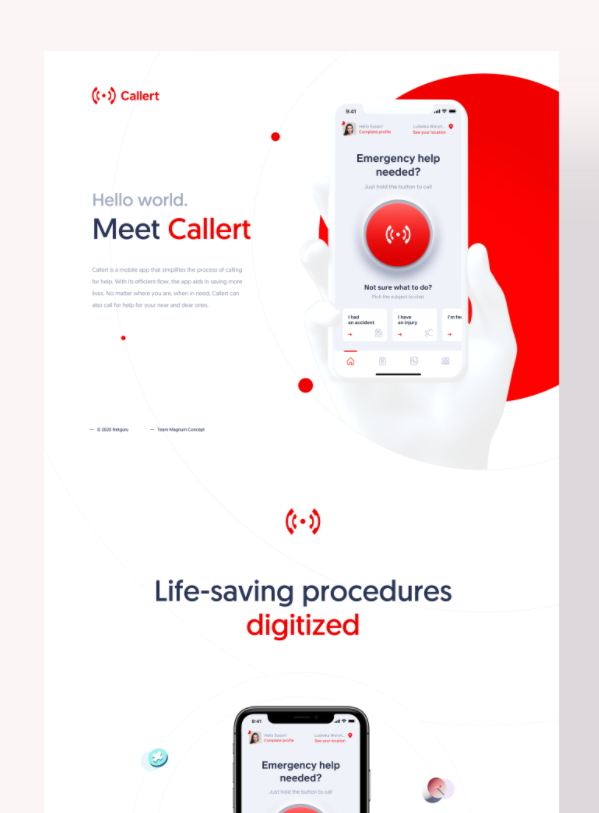 Callert
Hello world.
Meet Callert
Callert is a mobile app that simplifies the process of calling
for help. With its efficient flow, the app aids in saving more
lives. No matter where you are, when in need, Callert can
also call for help for your near and dear ones.
— © 2020 Netguru — Team Magnum Concept
9:41
Hello Susan!
Complete profile
See your location
Emergency help
needed?
Just hold the button to call
Not sure what to do?
Pick the subject to chat
I had
an accident
I have
an injury
Life-saving procedures
digitized
9:41
Hello Susan!
Complete profile
See your location
Emergency help
needed?
Just hold the button to call